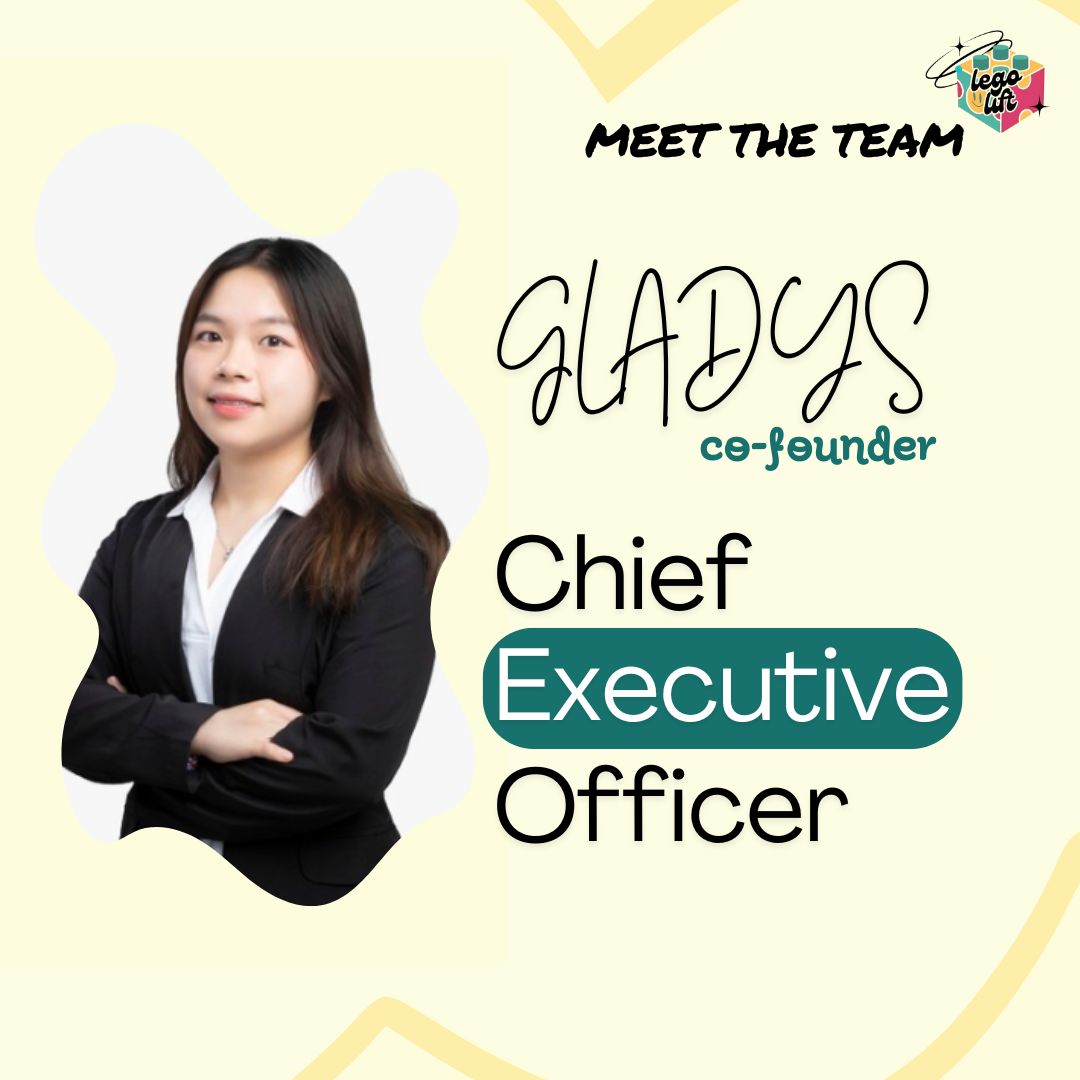 lego
lift
MEET THE TEAM
GLADYS
co-founder
Chief
Executive
Officer